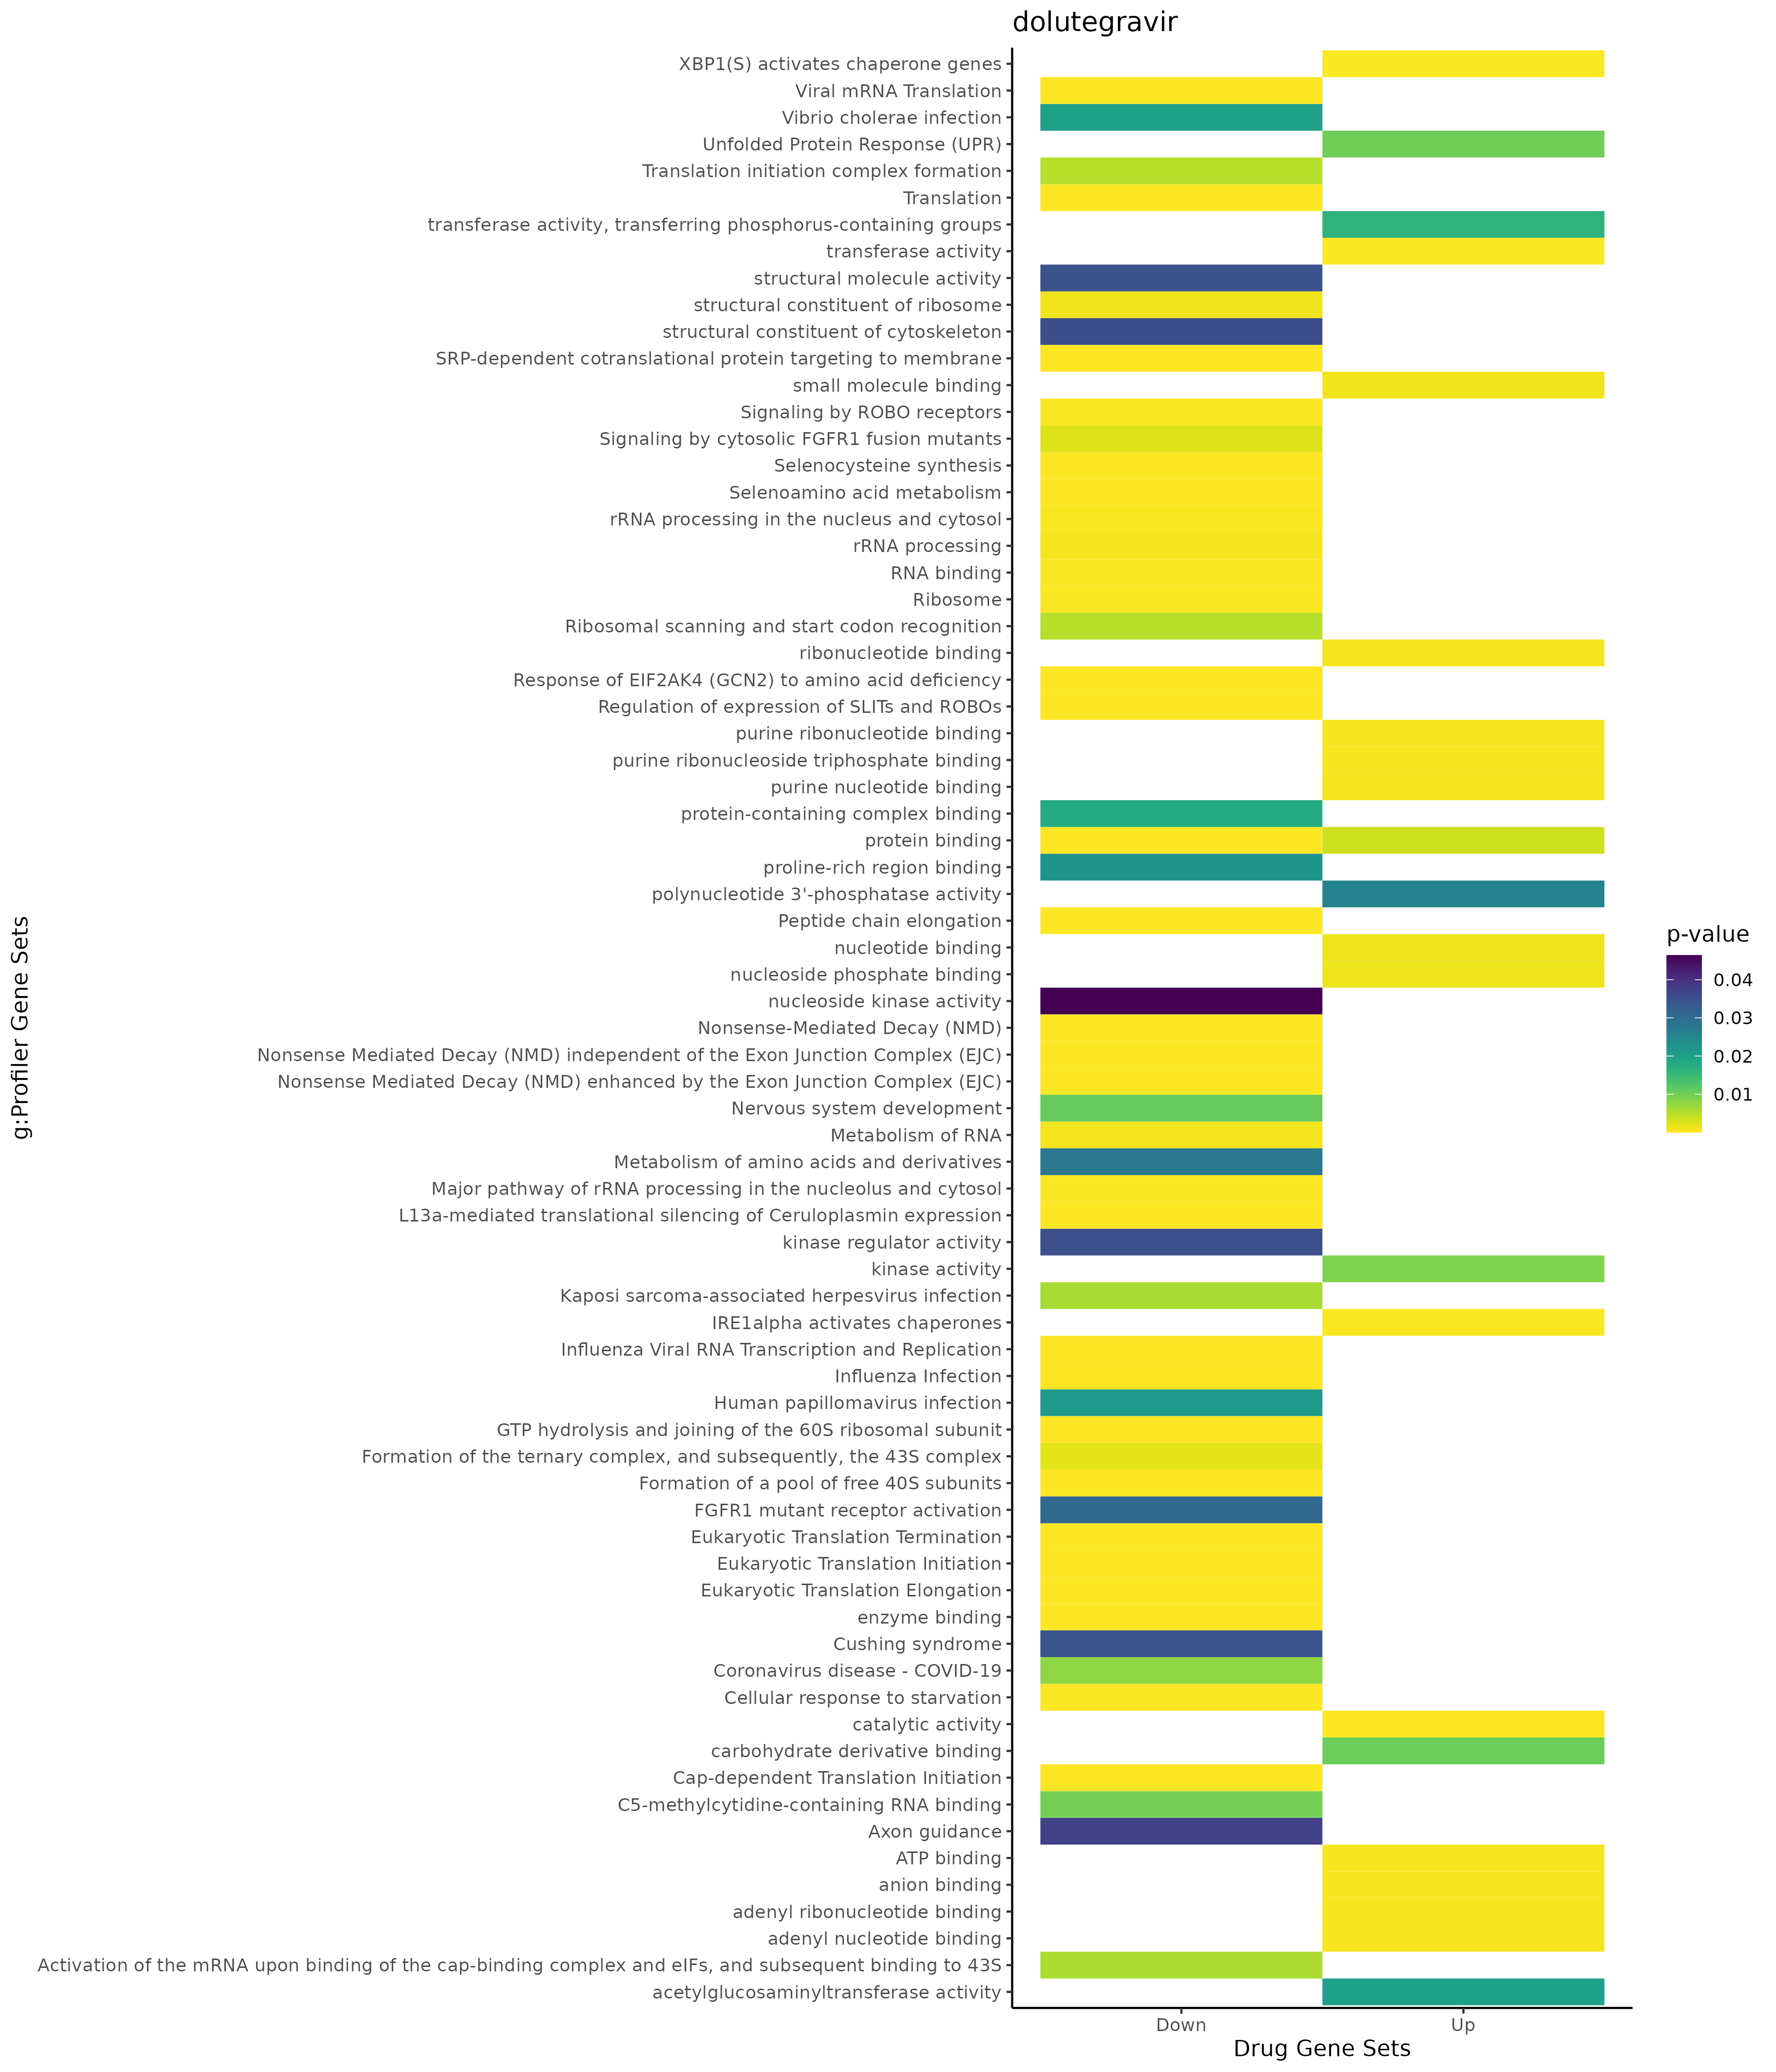 dolutegravir
XBP1(S) activates chaperone genes
Viral mRNA Translation
Vibrio cholerae infection
Unfolded Protein Response (UPR)
Translation initiation complex formation
Translation
transferase activity, transferring phosphorus-containing groups
transferase activity
structural molecule activity
structural constituent of ribosome
structural constituent of cytoskeleton
SRP-dependent cotranslational protein targeting to membrane
small molecule binding
Signaling by ROBO receptors
Signaling by cytosolic FGFR1 fusion mutants
Selenocysteine synthesis
Selenoamino acid metabolism
rRNA processing in the nucleus and cytosol
rRNA processing
RNA binding
Ribosome
Ribosomal scanning and start codon recognition
ribonucleotide binding
Response of EIF2AK4 (GCN2) to amino acid deficiency
Regulation of expression of SLITs and ROBOs
purine ribonucleotide binding
purine ribonucleoside triphosphate binding
purine nucleotide binding
protein-containing complex binding
protein binding
proline-rich region binding
polynucleotide 3'-phosphatase activity
Peptide chain elongation
nucleotide binding
nucleoside phosphate binding
nucleoside kinase activity
Nonsense-Mediated Decay (NMD)
Nonsense Mediated Decay (NMD) independent of the Exon Junction Complex (EJC)
Nonsense Mediated Decay (NMD) enhanced by the Exon Junction Complex (EJC)
Nervous system development
Metabolism of RNA
Metabolism of amino acids and derivatives
Major pathway of rRNA processing in the nucleolus and cytosol
L13a-mediated translational silencing of Ceruloplasmin expression
kinase regulator activity
kinase activity
Kaposi sarcoma-associated herpesvirus infection
IRE1alpha activates chaperones
Influenza Viral RNA Transcription and Replication
Influenza Infection
Human papillomavirus infection
GTP hydrolysis and joining of the 60S ribosomal subunit
Formation of the ternary complex, and subsequently, the 43S complex
Formation of a pool of free 40S subunits
FGFR1 mutant receptor activation
Eukaryotic Translation Termination
Eukaryotic Translation Initiation
Eukaryotic Translation Elongation
enzyme binding
Cushing syndrome
Coronavirus disease - COVID-19
Cellular response to starvation
catalytic activity
carbohydrate derivative binding
Cap-dependent Translation Initiation
C5-methylcytidine-containing RNA binding
Axon guidance
ATP binding
anion binding
adenyl ribonucleotide binding
adenyl nucleotide binding
Activation of the mRNA upon binding of the cap-binding complex and eIFs, and subsequent binding to 43S
acetylglucosaminyltransferase activity
g:Profiler Gene Sets
Down
Up
Drug Gene Sets
p-value
0.04
0.03
0.02
0.01